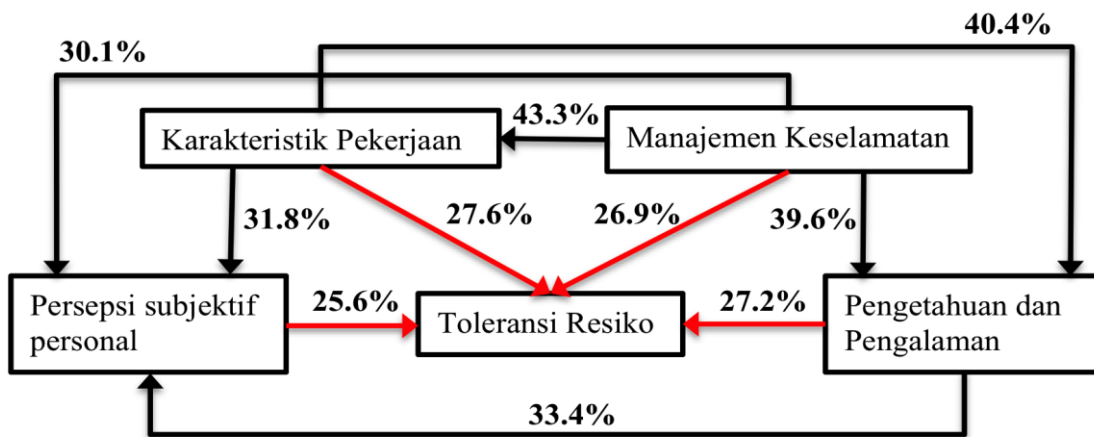 40.4%
30.1%
43.3%
Karakteristik Pekerjaan
Manajemen Keselamatan
31.8%
27.6%
26.9%
39.6%
Persepsi subjektif
personal
25.6%
Toleransi Resiko
27.2%
Pengetahuan dan
Pengalaman
33.4%